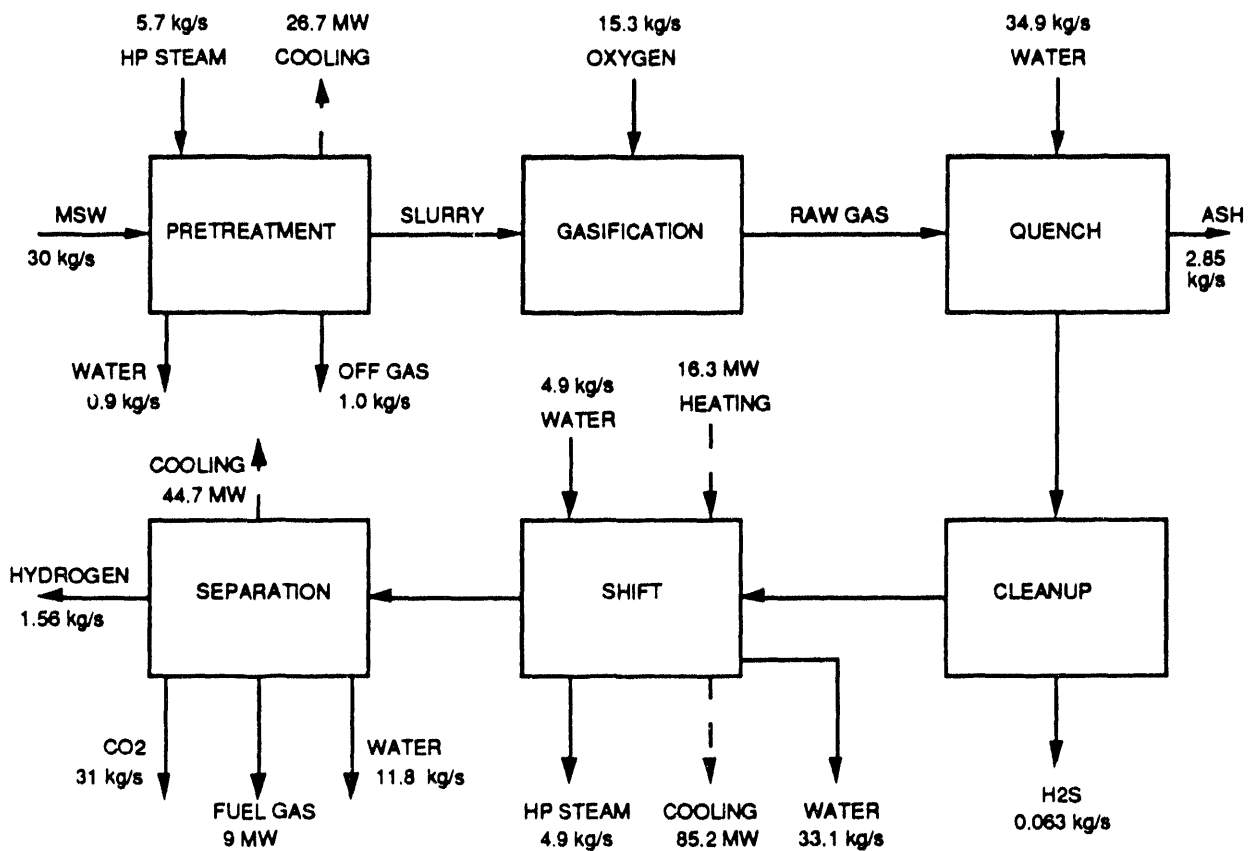 5.7 kg/s
HP STEAM
26.7 MW
COOLING
15.3 kg/s
OXYGEN
34.9 kg/s
WATER
MSW
30 kg/s
PRETREATMENT
SLURRY
GASIFICATION
RAW GAS
QUENCH
ASH
2.85
kg/s
WATER
0.9 kg/s
OFF GAS
1.0 kg/s
4.9 kg/s
WATER
16.3 MW
HEATING
COOLING
44.7 MW
HYDROGEN
1.56 kg/s
SEPARATION
SHIFT
CLEANUP
CO2
31 kg/s
FUEL GAS
9 MW
WATER
11.8 kg/s
HP STEAM
4.9 kg/s
COOLING
85.2 MW
WATER
33.1 kg/s
H2S
0.063 kg/s